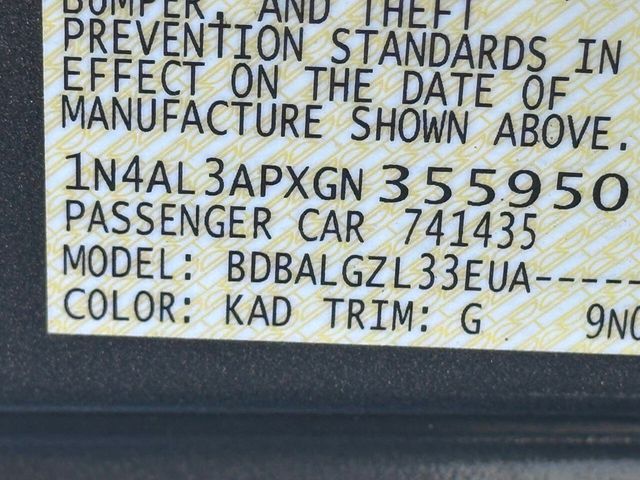 BUMPER, AND THEFT
PREVENTION STANDARDS IN
EFFECT ON THE DATE OF
MANUFACTURE SHOWN ABOVE.
1N4AL3APXGN355950
PASSENGER CAR 741435
MODEL: BDBALGZL33EUA-----
COLOR: KAD TRIM: G 9N